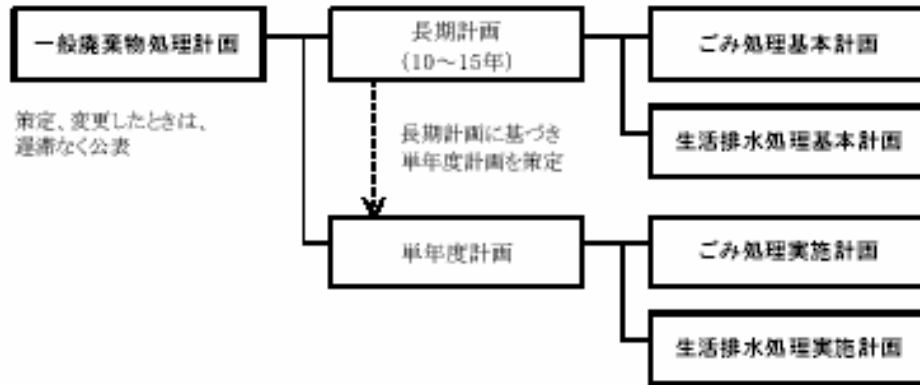 一般廃棄物処理計画
長期計画
(10～15年)
ごみ処理基本計画
策定、変更したときは、
遅滞なく公表
長期計画に基づき
単年度計画を策定
生活排水処理基本計画
単年度計画
ごみ処理実施計画
生活排水処理実施計画